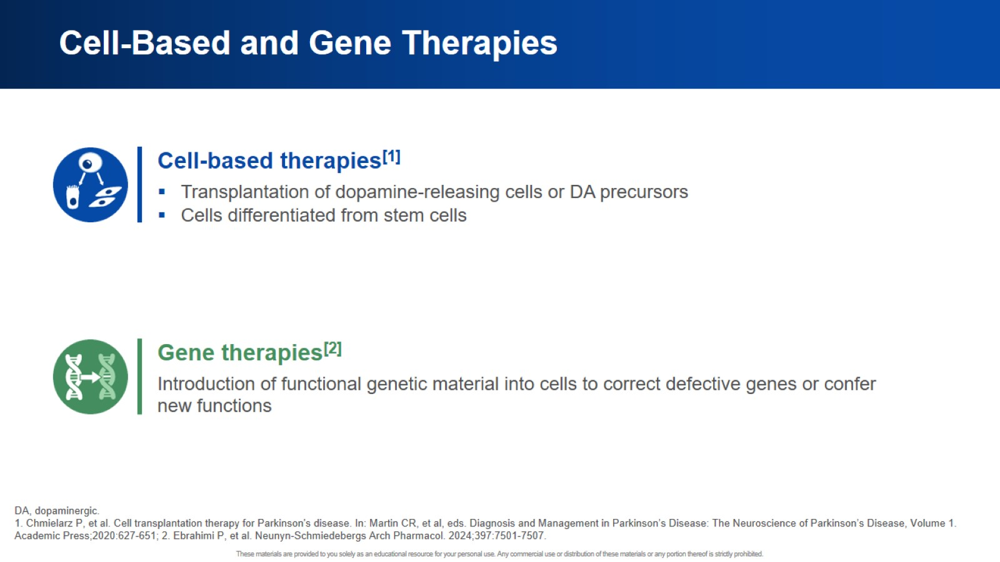 Cell-Based and Gene Therapies
Cell-based therapies[1]
▪ Transplantation of dopamine-releasing cells or DA precursors
▪ Cells differentiated from stem cells
Gene therapies[2]
Introduction of functional genetic material into cells to correct defective genes or confer
new functions
DA, dopaminergic.
1. Chmielarz P, et al. Cell transplantation therapy for Parkinson's disease. In: Martin CR, et al, eds. Diagnosis and Management in Parkinson's Disease: The Neuroscience of Parkinson's Disease, Volume 1.
Academic Press;2020:627-651; 2. Ebrahimi P, et al. Neunyn-Schmiedebergs Arch Pharmacol. 2024;397:7501-7507.
These materials are provided to you solely as an educational resource for your personal use. Any commercial use or distribution of these materials or any portion thereof is strictly prohibited.